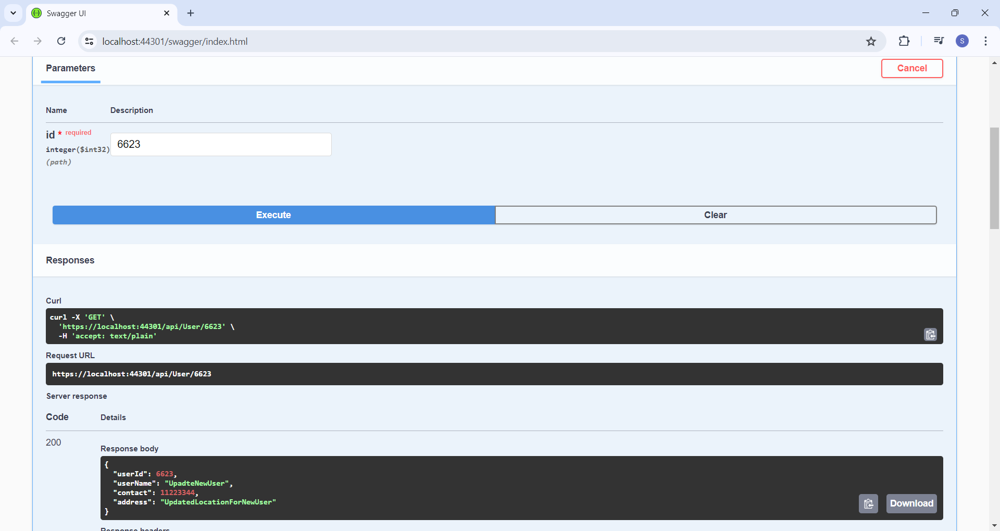 Swagger UI
localhost:44301/swagger/index.html
S
Parameters
Cancel
Name Description
id * required
6623
integer($int32)
(path)
Execute
Clear
Responses
Curl
curl -X 'GET' \
'https://localhost:44301/api/User/6623' \
-H 'accept: text/plain'
Request URL
https://localhost:44301/api/User/6623
Server response
Code Details
200
Response body
{
"userId": 6623,
"userName": "UpadteNewUser",
"contact": 11223344,
"address": "UpdatedLocationForNewUser"
}
Download
Response headers